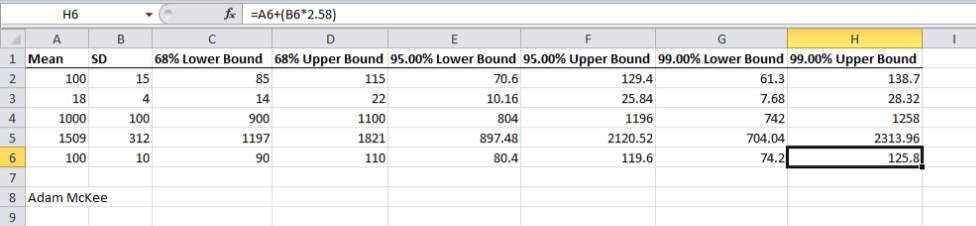 H6 fx =A6+(B6*2.58)
A B C D E F G H I
1 Mean SD 68% Lower Bound 68% Upper Bound 95.00% Lower Bound 95.00% Upper Bound 99.00% Lower Bound 99.00% Upper Bound
2 100 15 85 115 70.6 129.4 61.3 138.7
3 18 4 14 22 10.16 25.84 7.68 28.32
4 1000 100 900 1100 804 1196 742 1258
5 1509 312 1197 1821 897.48 2120.52 704.04 2313.96
6 100 10 90 110 80.4 119.6 74.2 125.8
7
8 Adam McKee
9